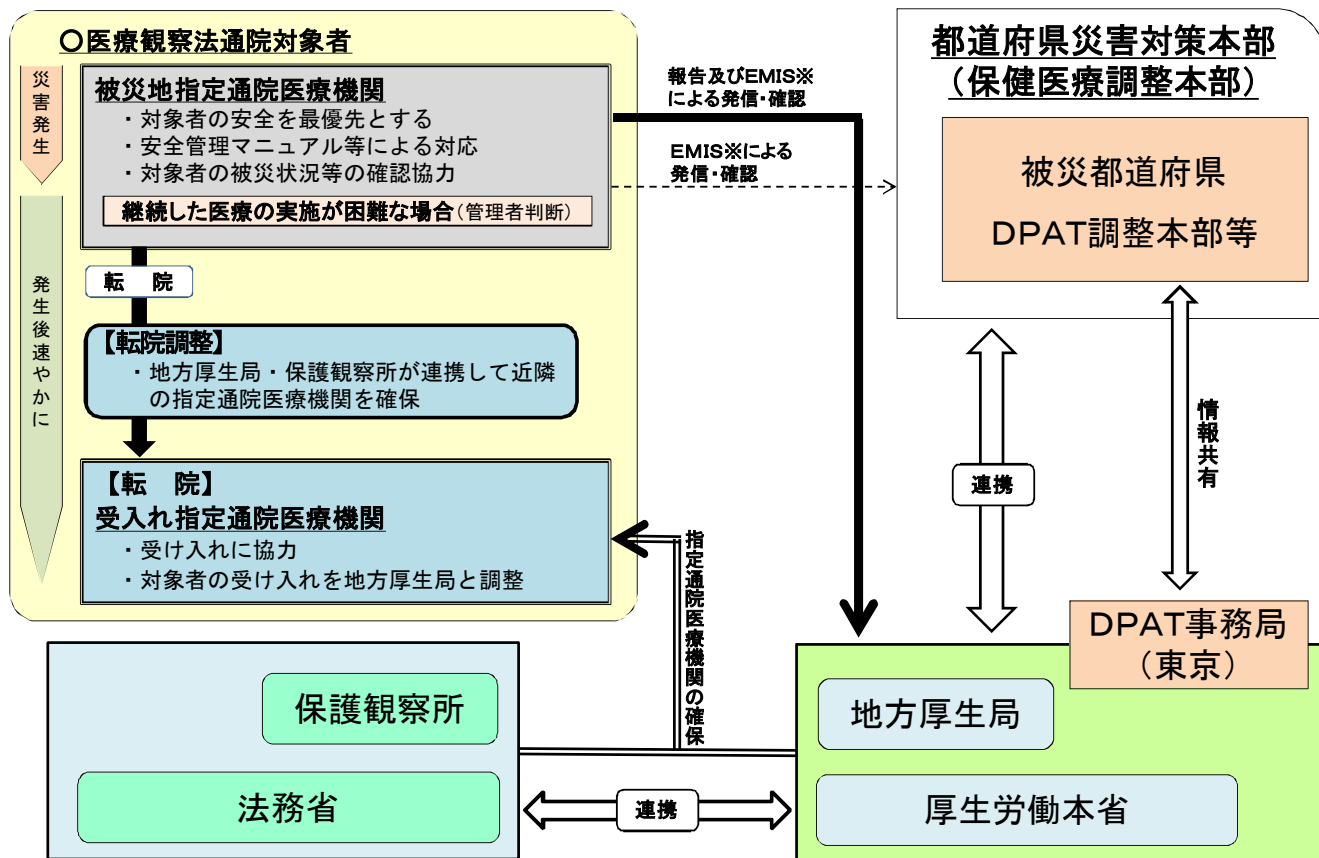 〇医療観察法通院対象者
災害発生
被災地指定通院医療機関
・対象者の安全を最優先とする
・安全管理マニュアル等による対応
・対象者の被災状況等の確認協力
継続した医療の実施が困難な場合（管理者判断）
発生後速やかに
転　院
【転院調整】
・地方厚生局・保護観察所が連携して近隣
の指定通院医療機関を確保
【転　院】
受入れ指定通院医療機関
・受け入れに協力
・対象者の受け入れを地方厚生局と調整
報告及びEMIS※
による発信・確認
EMIS※による
発信・確認
都道府県災害対策本部
（保健医療調整本部）
被災都道府県
DPAT調整本部等
連携
情報共有
指定通院医療機関の確保
DPAT事務局
（東京）
保護観察所
法務省
連携
地方厚生局
厚生労働本省